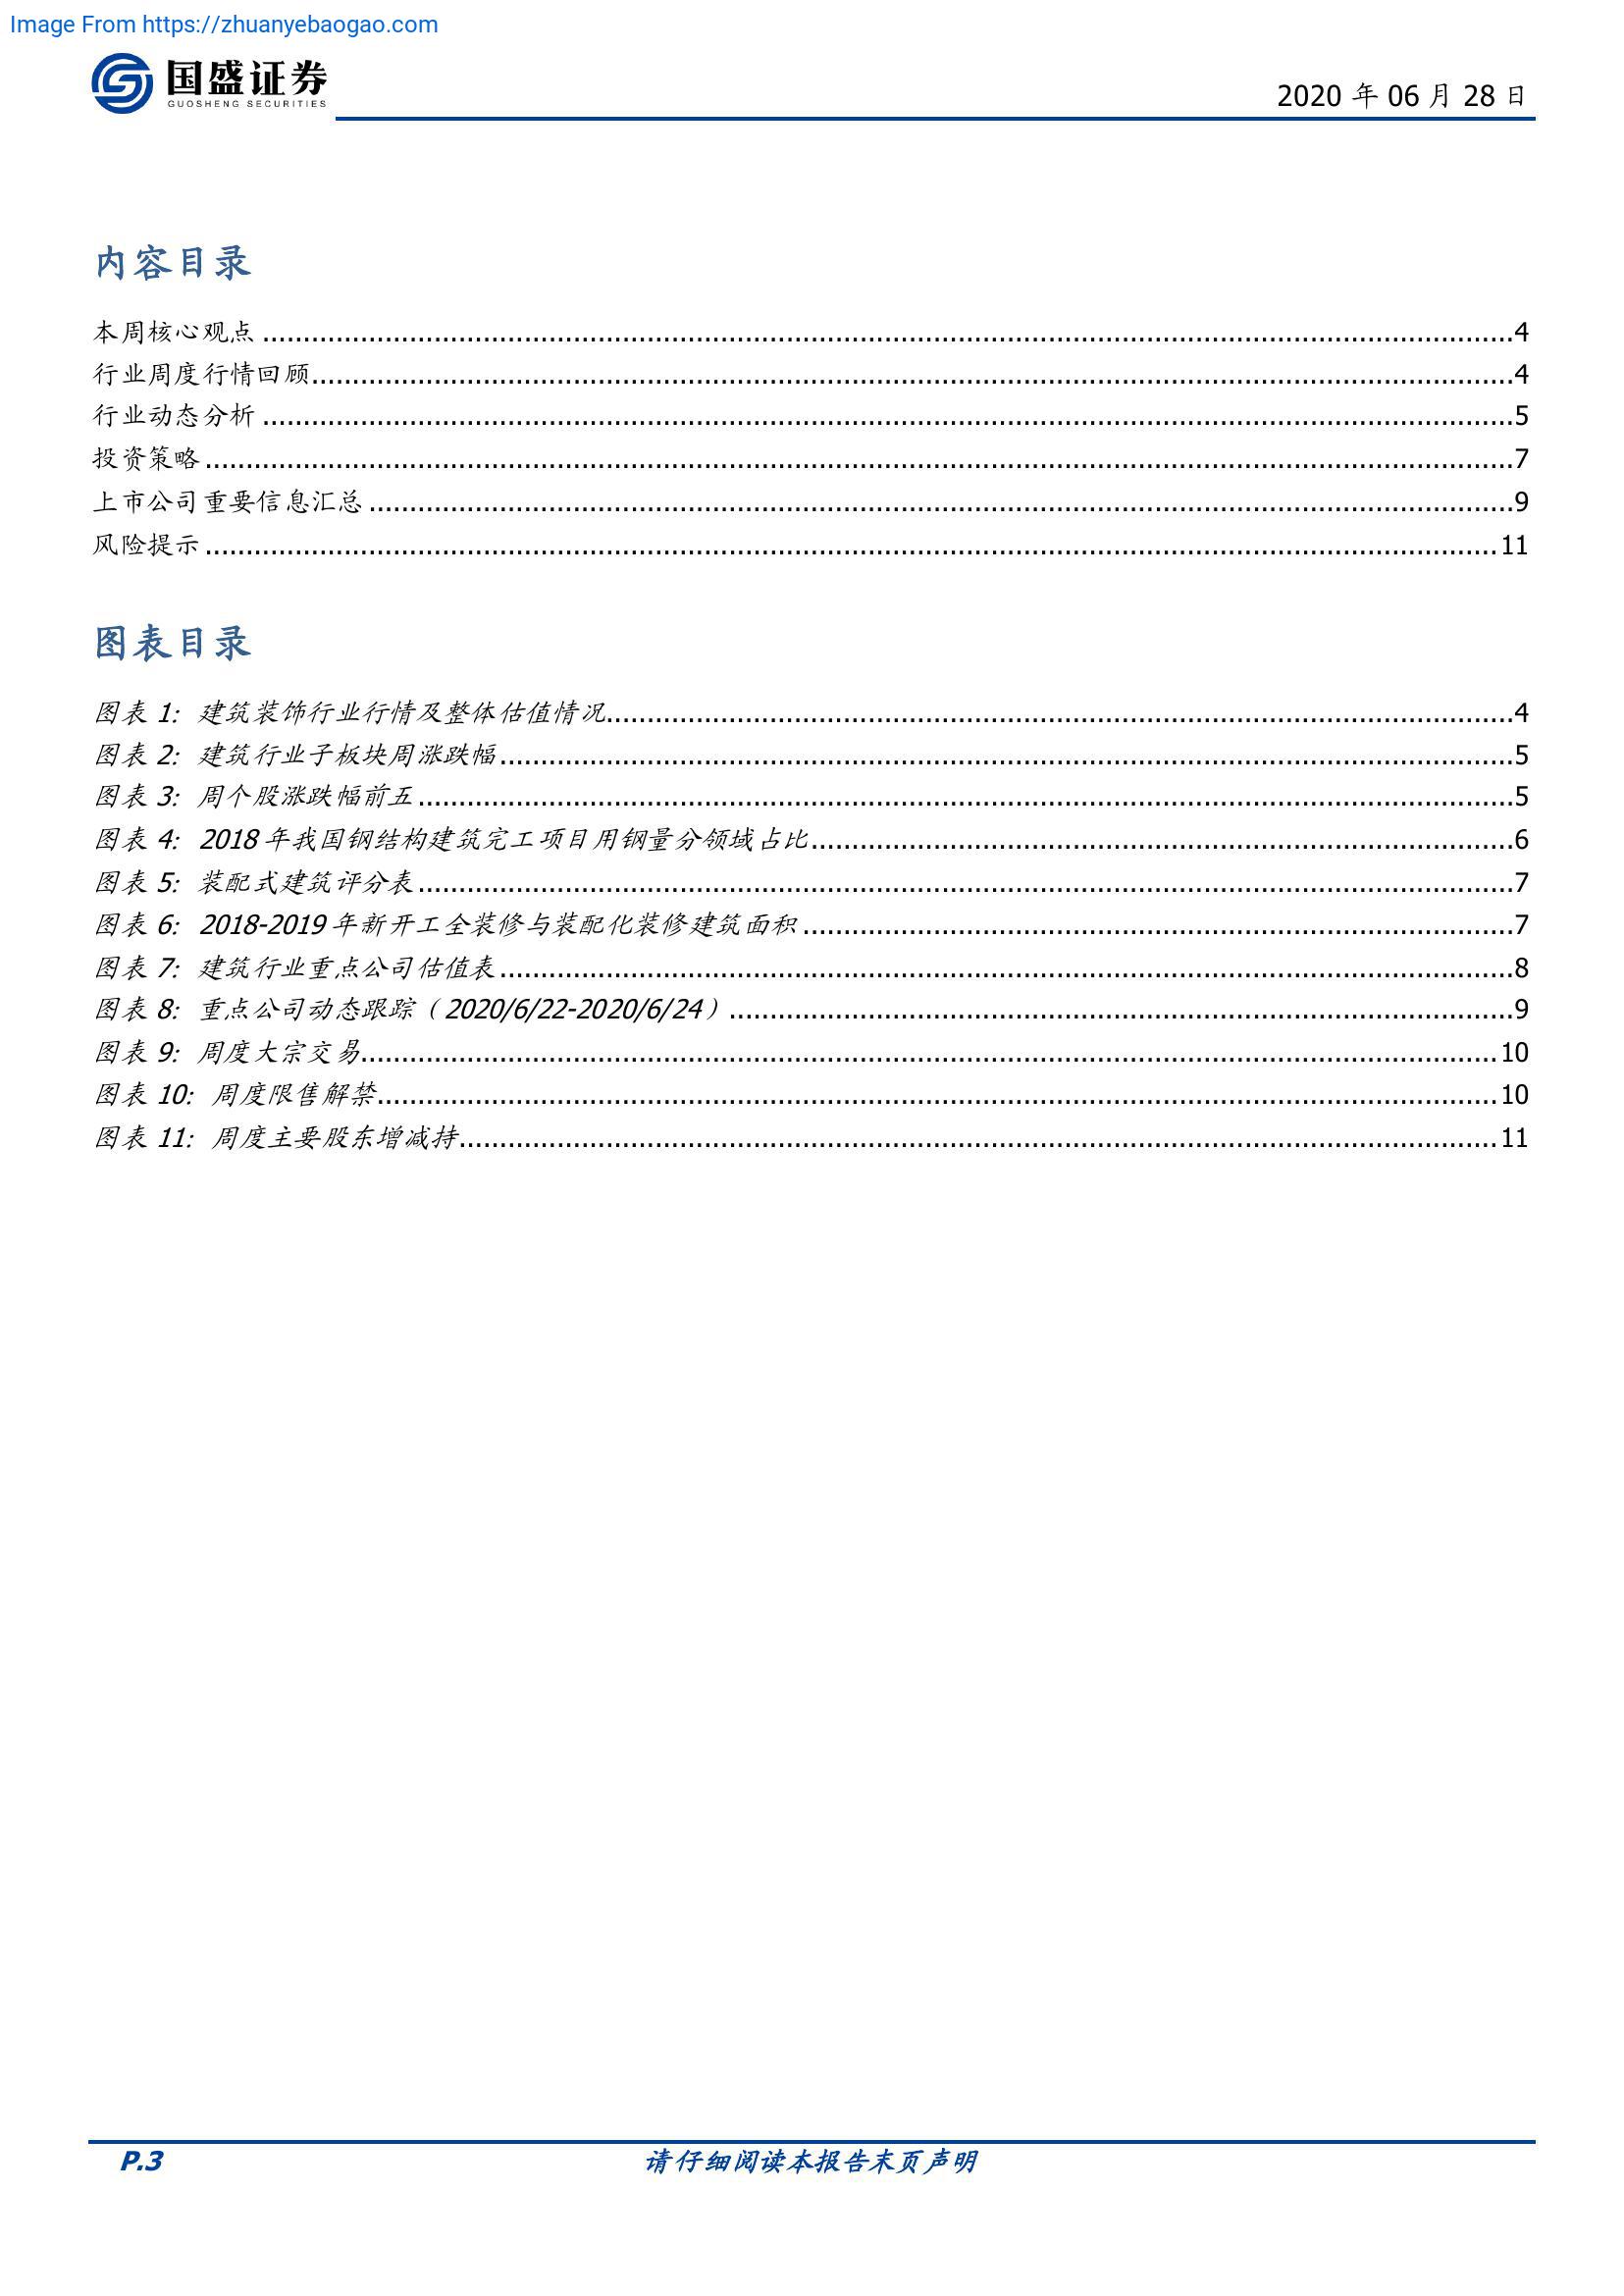 Image From https://zhuanyebaogao.com
国盛证券
GUOSHENG SECURITIES
2020 年 06 月 28 日
内容目录
本周核心观点 ........................................ 4
行业周度行情回顾 ........................................ 4
行业动态分析 ........................................ 5
投资策略 ........................................ 7
上市公司重要信息汇总 ........................................ 9
风险提示 ........................................ 11
图表目录
图表 1: 建筑装饰行业行情及整体估值情况 ........................................ 4
图表 2: 建筑行业子板块周涨跌幅 ........................................ 5
图表 3: 周个股涨跌幅前五 ........................................ 5
图表 4: 2018 年我国钢结构建筑完工项目用钢量分领域占比 ........................................ 6
图表 5: 装配式建筑评分表 ........................................ 7
图表 6: 2018-2019 年新开工全装修与装配化装修建筑面积 ........................................ 7
图表 7: 建筑行业重点公司估值表 ........................................ 8
图表 8: 重点公司动态跟踪（2020/6/22-2020/6/24） ........................................ 9
图表 9: 周度大宗交易 ........................................ 10
图表 10: 周度限售解禁 ........................................ 10
图表 11: 周度主要股东增减持 ........................................ 11
P.3 请仔细阅读本报告末页声明